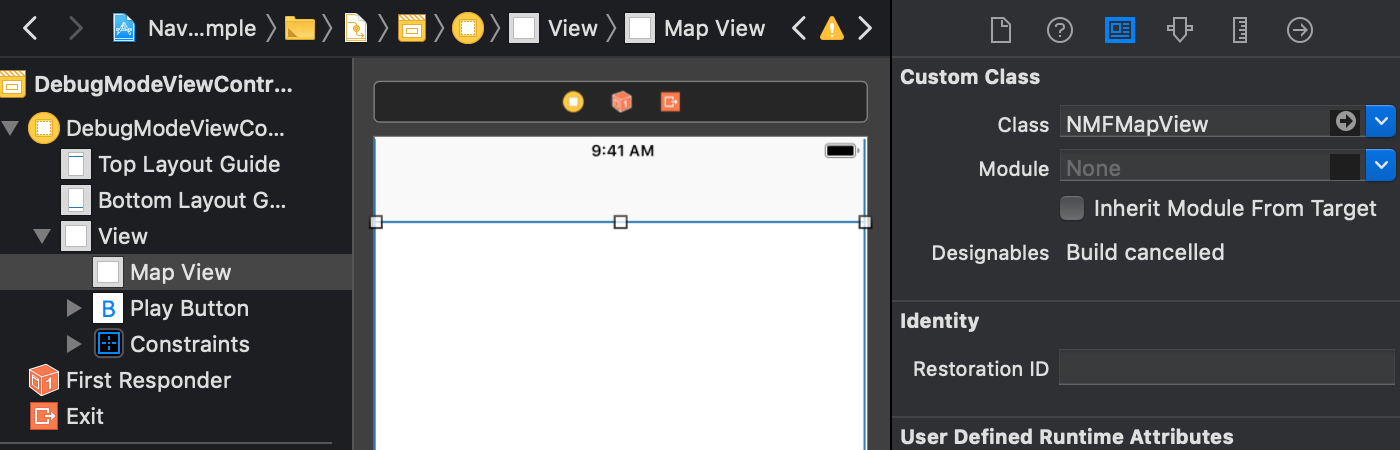 Nav...mple
View
Map View
DebugModeViewContr...
DebugModeViewCo...
Top Layout Guide
Bottom Layout G...
View
Map View
B Play Button
Constraints
1 First Responder
Exit
1
9:41 AM
Custom Class
Class NMFMapView
Module None
Inherit Module From Target
Designables Build cancelled
Identity
Restoration ID
User Defined Runtime Attributes